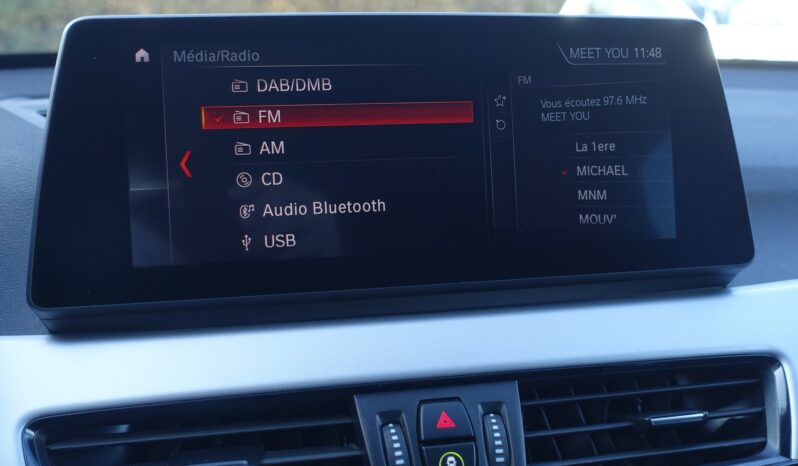 Média/Radio
MEET YOU 11:48
DAB/DMB
FM
AM
CD
Audio Bluetooth
USB
FM
Vous écoutez 97,6 MHz
MEET YOU
La 1ere
MICHAEL
MNM
MOUV'